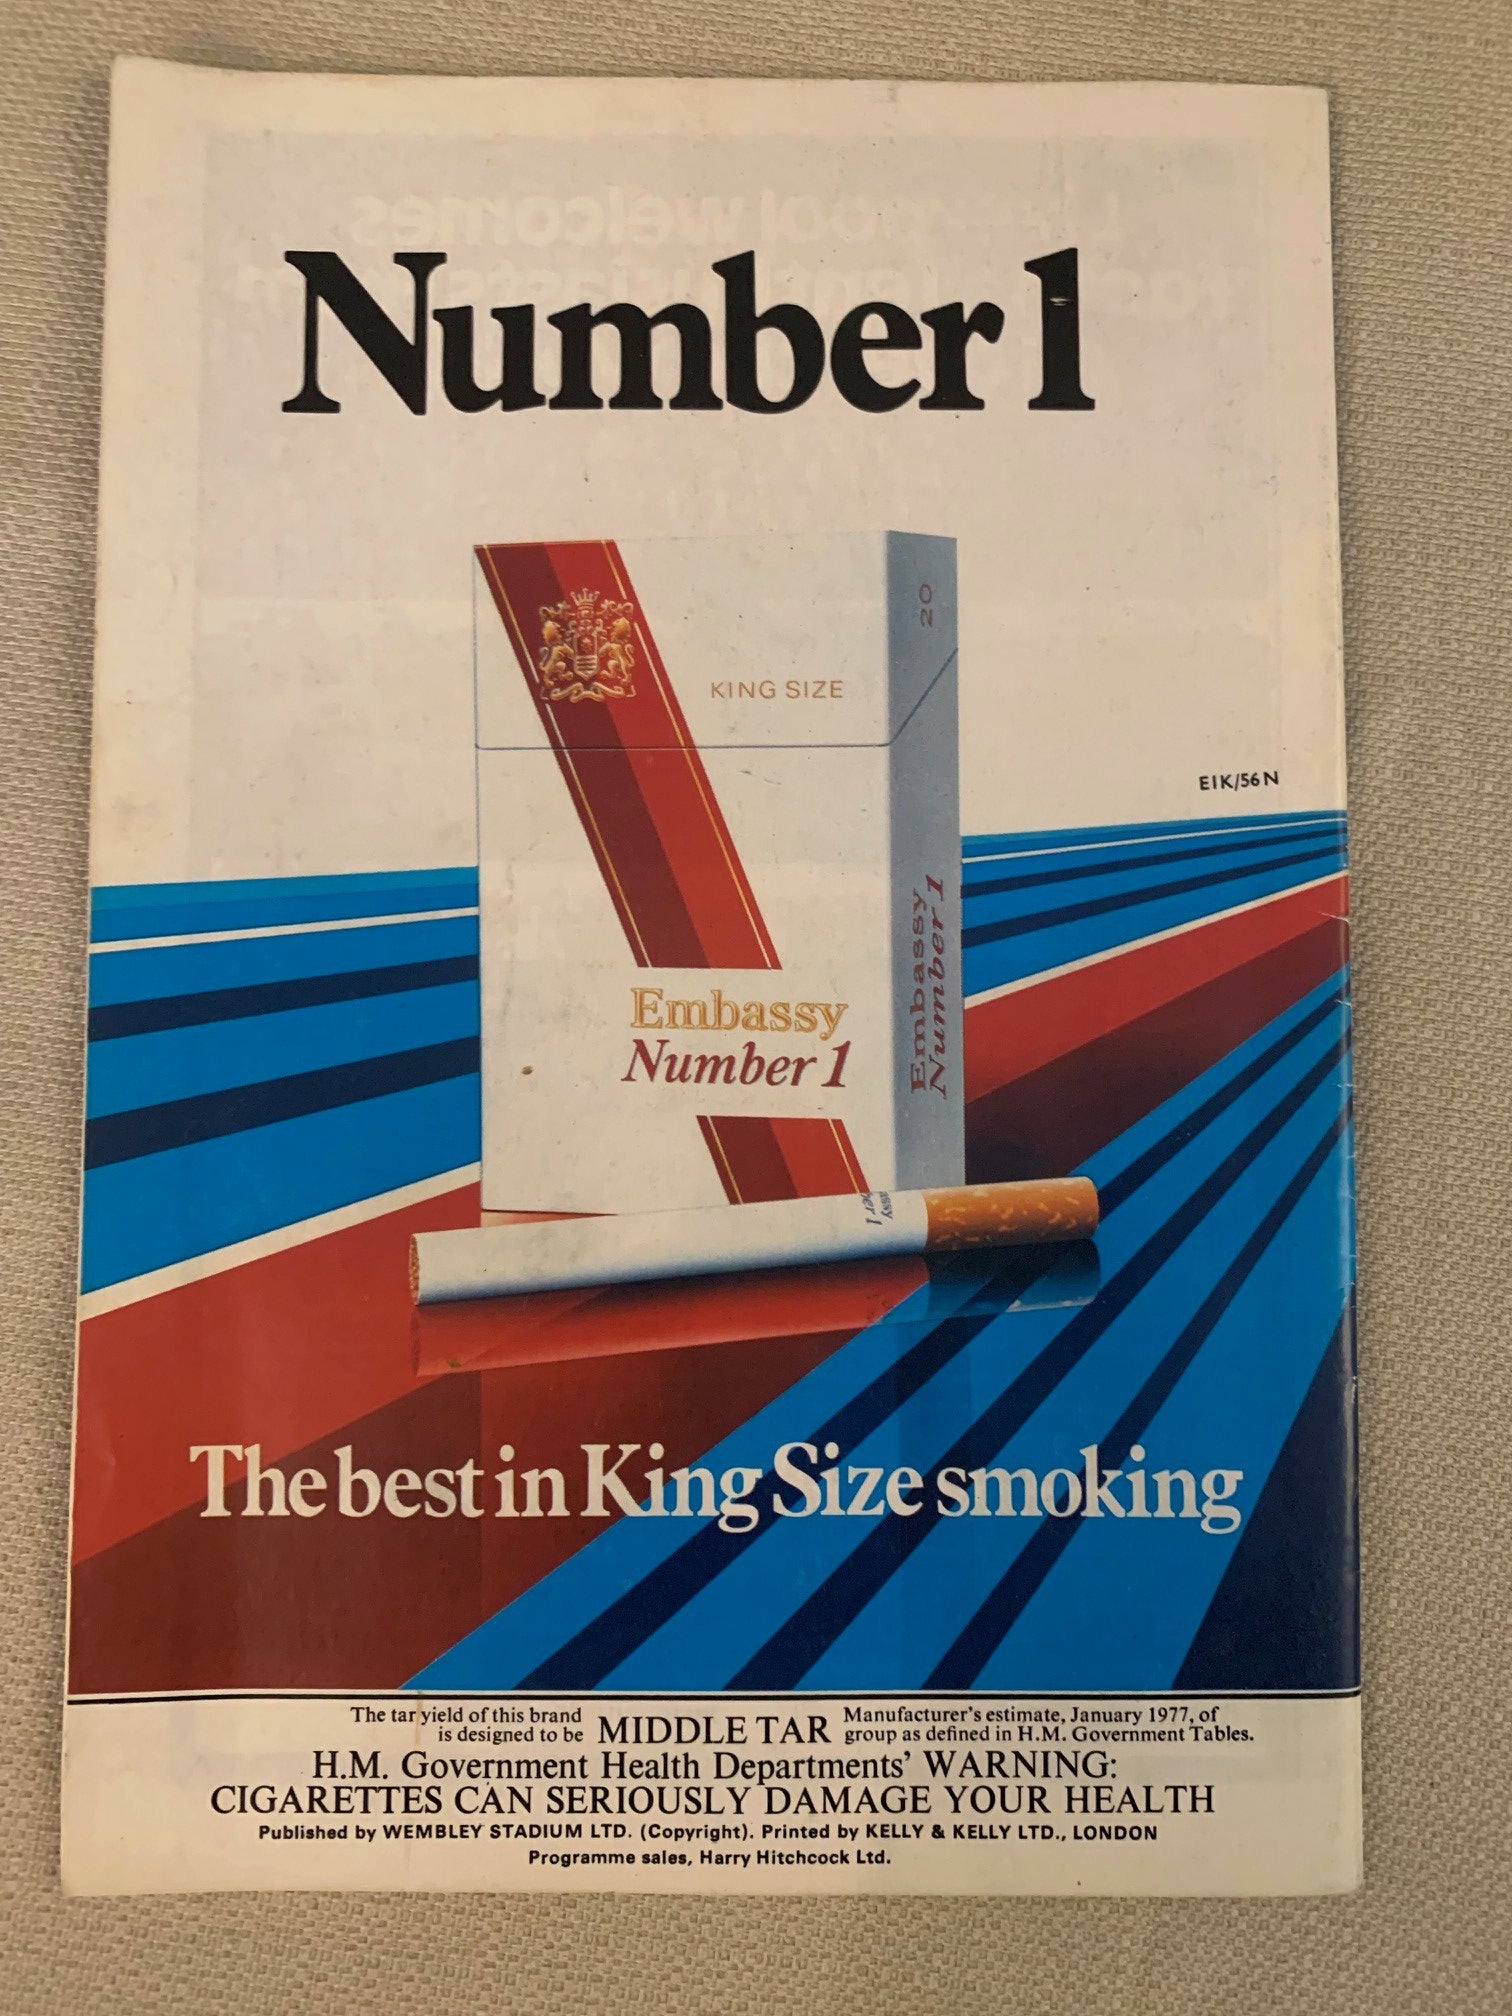 Number 1
20
KING SIZE
EIK/56N
Embassy
Number 1
Embassy
Number 1
The best in King Size smoking
The tar yield of this brand
is designed to be
MIDDLE TAR
Manufacturer's estimate, January 1977, of
group as defined in H.M. Government Tables.
H.M. Government Health Departments' WARNING:
CIGARETTES CAN SERIOUSLY DAMAGE YOUR HEALTH
Published by WEMBLEY STADIUM LTD. (Copyright). Printed by KELLY & KELLY LTD., LONDON
Programme sales, Harry Hitchcock Ltd.